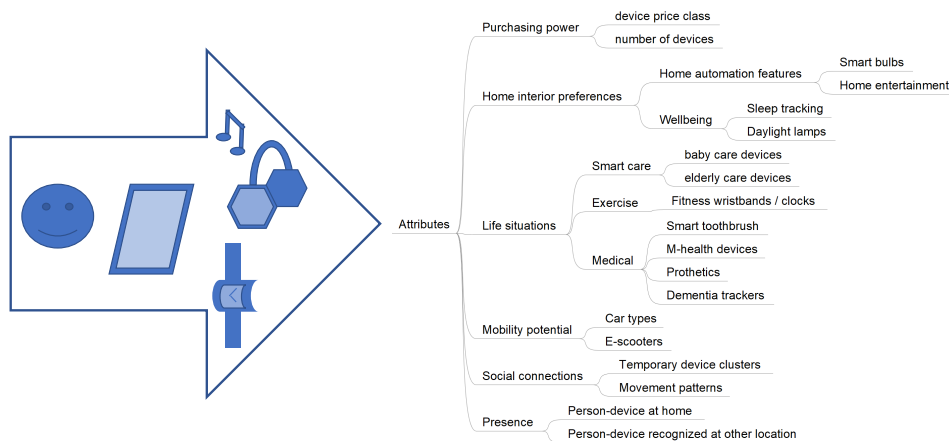 Attributes
Purchasing power
device price class
number of devices
Home interior preferences
Home automation features
Smart bulbs
Home entertainment
Wellbeing
Sleep tracking
Daylight lamps
Life situations
Smart care
baby care devices
elderly care devices
Exercise
Fitness wristbands / clocks
Medical
Smart toothbrush
M-health devices
Prothetics
Dementia trackers
Mobility potential
Car types
E-scooters
Social connections
Temporary device clusters
Movement patterns
Presence
Person-device at home
Person-device recognized at other location